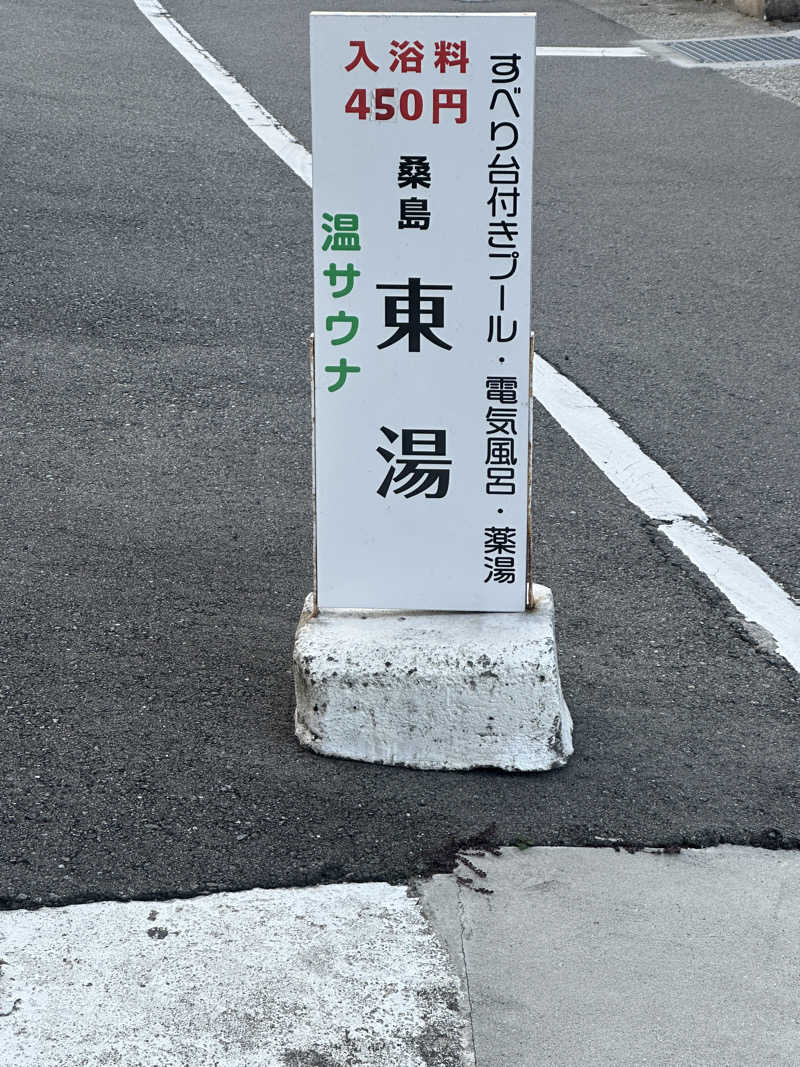 入浴料
450円
すべり台付きプール・電気風呂・薬湯
桑島
東湯
温サウナ